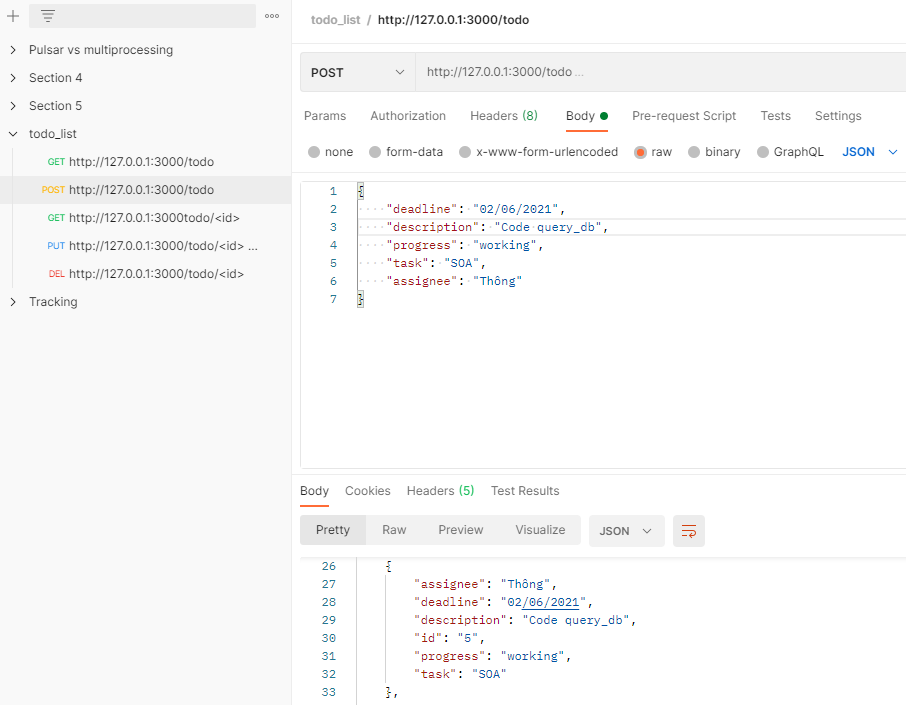 todo_list / http://127.0.0.1:3000/todo
Pulsar vs multiprocessing
Section 4
Section 5
todo_list
GET http://127.0.0.1:3000/todo
POST http://127.0.0.1:3000/todo
GET http://127.0.0.1:3000todo/<id>
PUT http://127.0.0.1:3000/todo/<id> ...
DEL http://127.0.0.1:3000/todo/<id>
Tracking
POST http://127.0.0.1:3000/todo ...
Params Authorization Headers (8) Body Pre-request Script Tests Settings
none form-data x-www-form-urlencoded raw binary GraphQL JSON
1 {
2 "deadline": "02/06/2021",
3 "description": "Code query_db",
4 "progress": "working",
5 "task": "SOA",
6 "assignee": "Thông"
7 }
Body Cookies Headers (5) Test Results
Pretty Raw Preview Visualize JSON
26 {
27 "assignee": "Thông",
28 "deadline": "02/06/2021",
29 "description": "Code query_db",
30 "id": "5",
31 "progress": "working",
32 "task": "SOA"
33 },